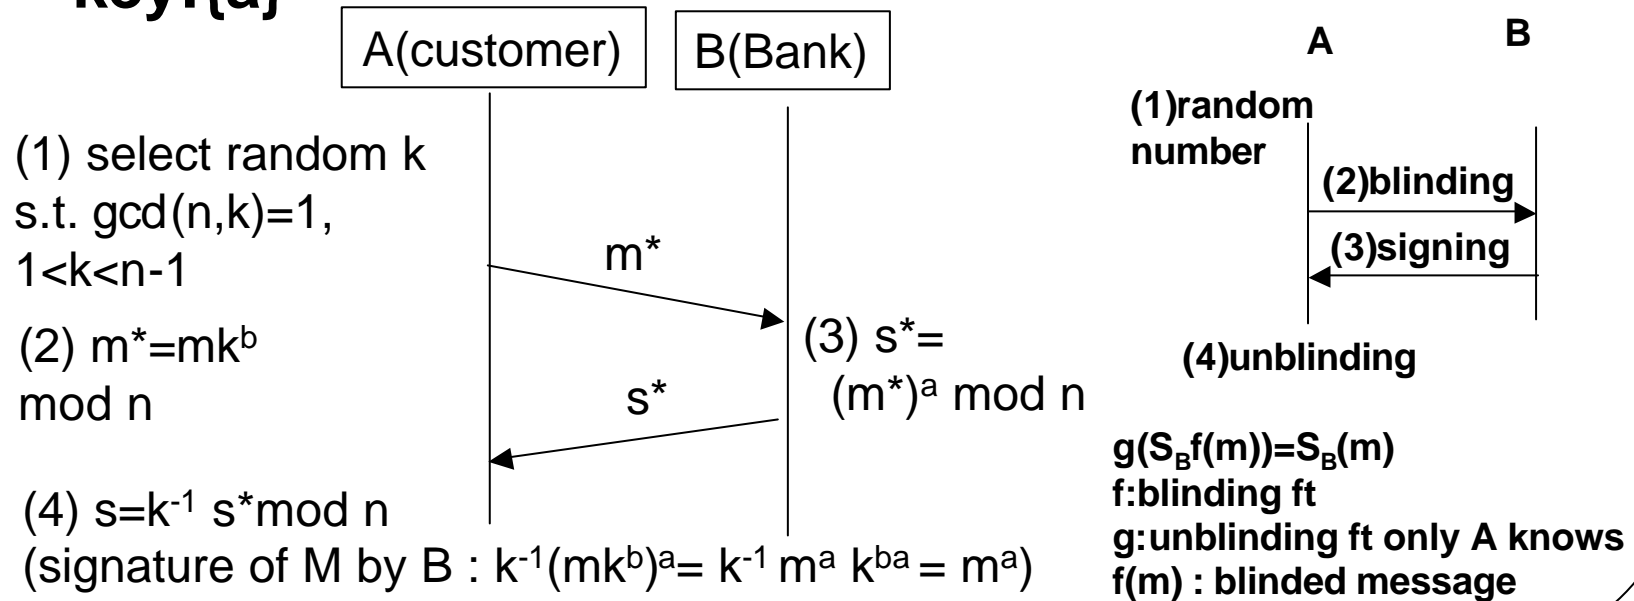 key:{a}
A(customer)
B(Bank)
(1) select random k
s.t. gcd(n,k)=1,
1<k<n-1
m*
(2) m*=mk^b
mod n
(3) s*=
(m*)^a mod n
s*
(4) s=k^-1 s*mod n
(signature of M by B : k^-1(mk^b)^a= k^-1 m^a k^ba = m^a)
A
B
(1)random
number
(2)blinding
(3)signing
(4)unblinding
g(S_Bf(m))=S_B(m)
f:blinding ft
g:unblinding ft only A knows
f(m) : blinded message